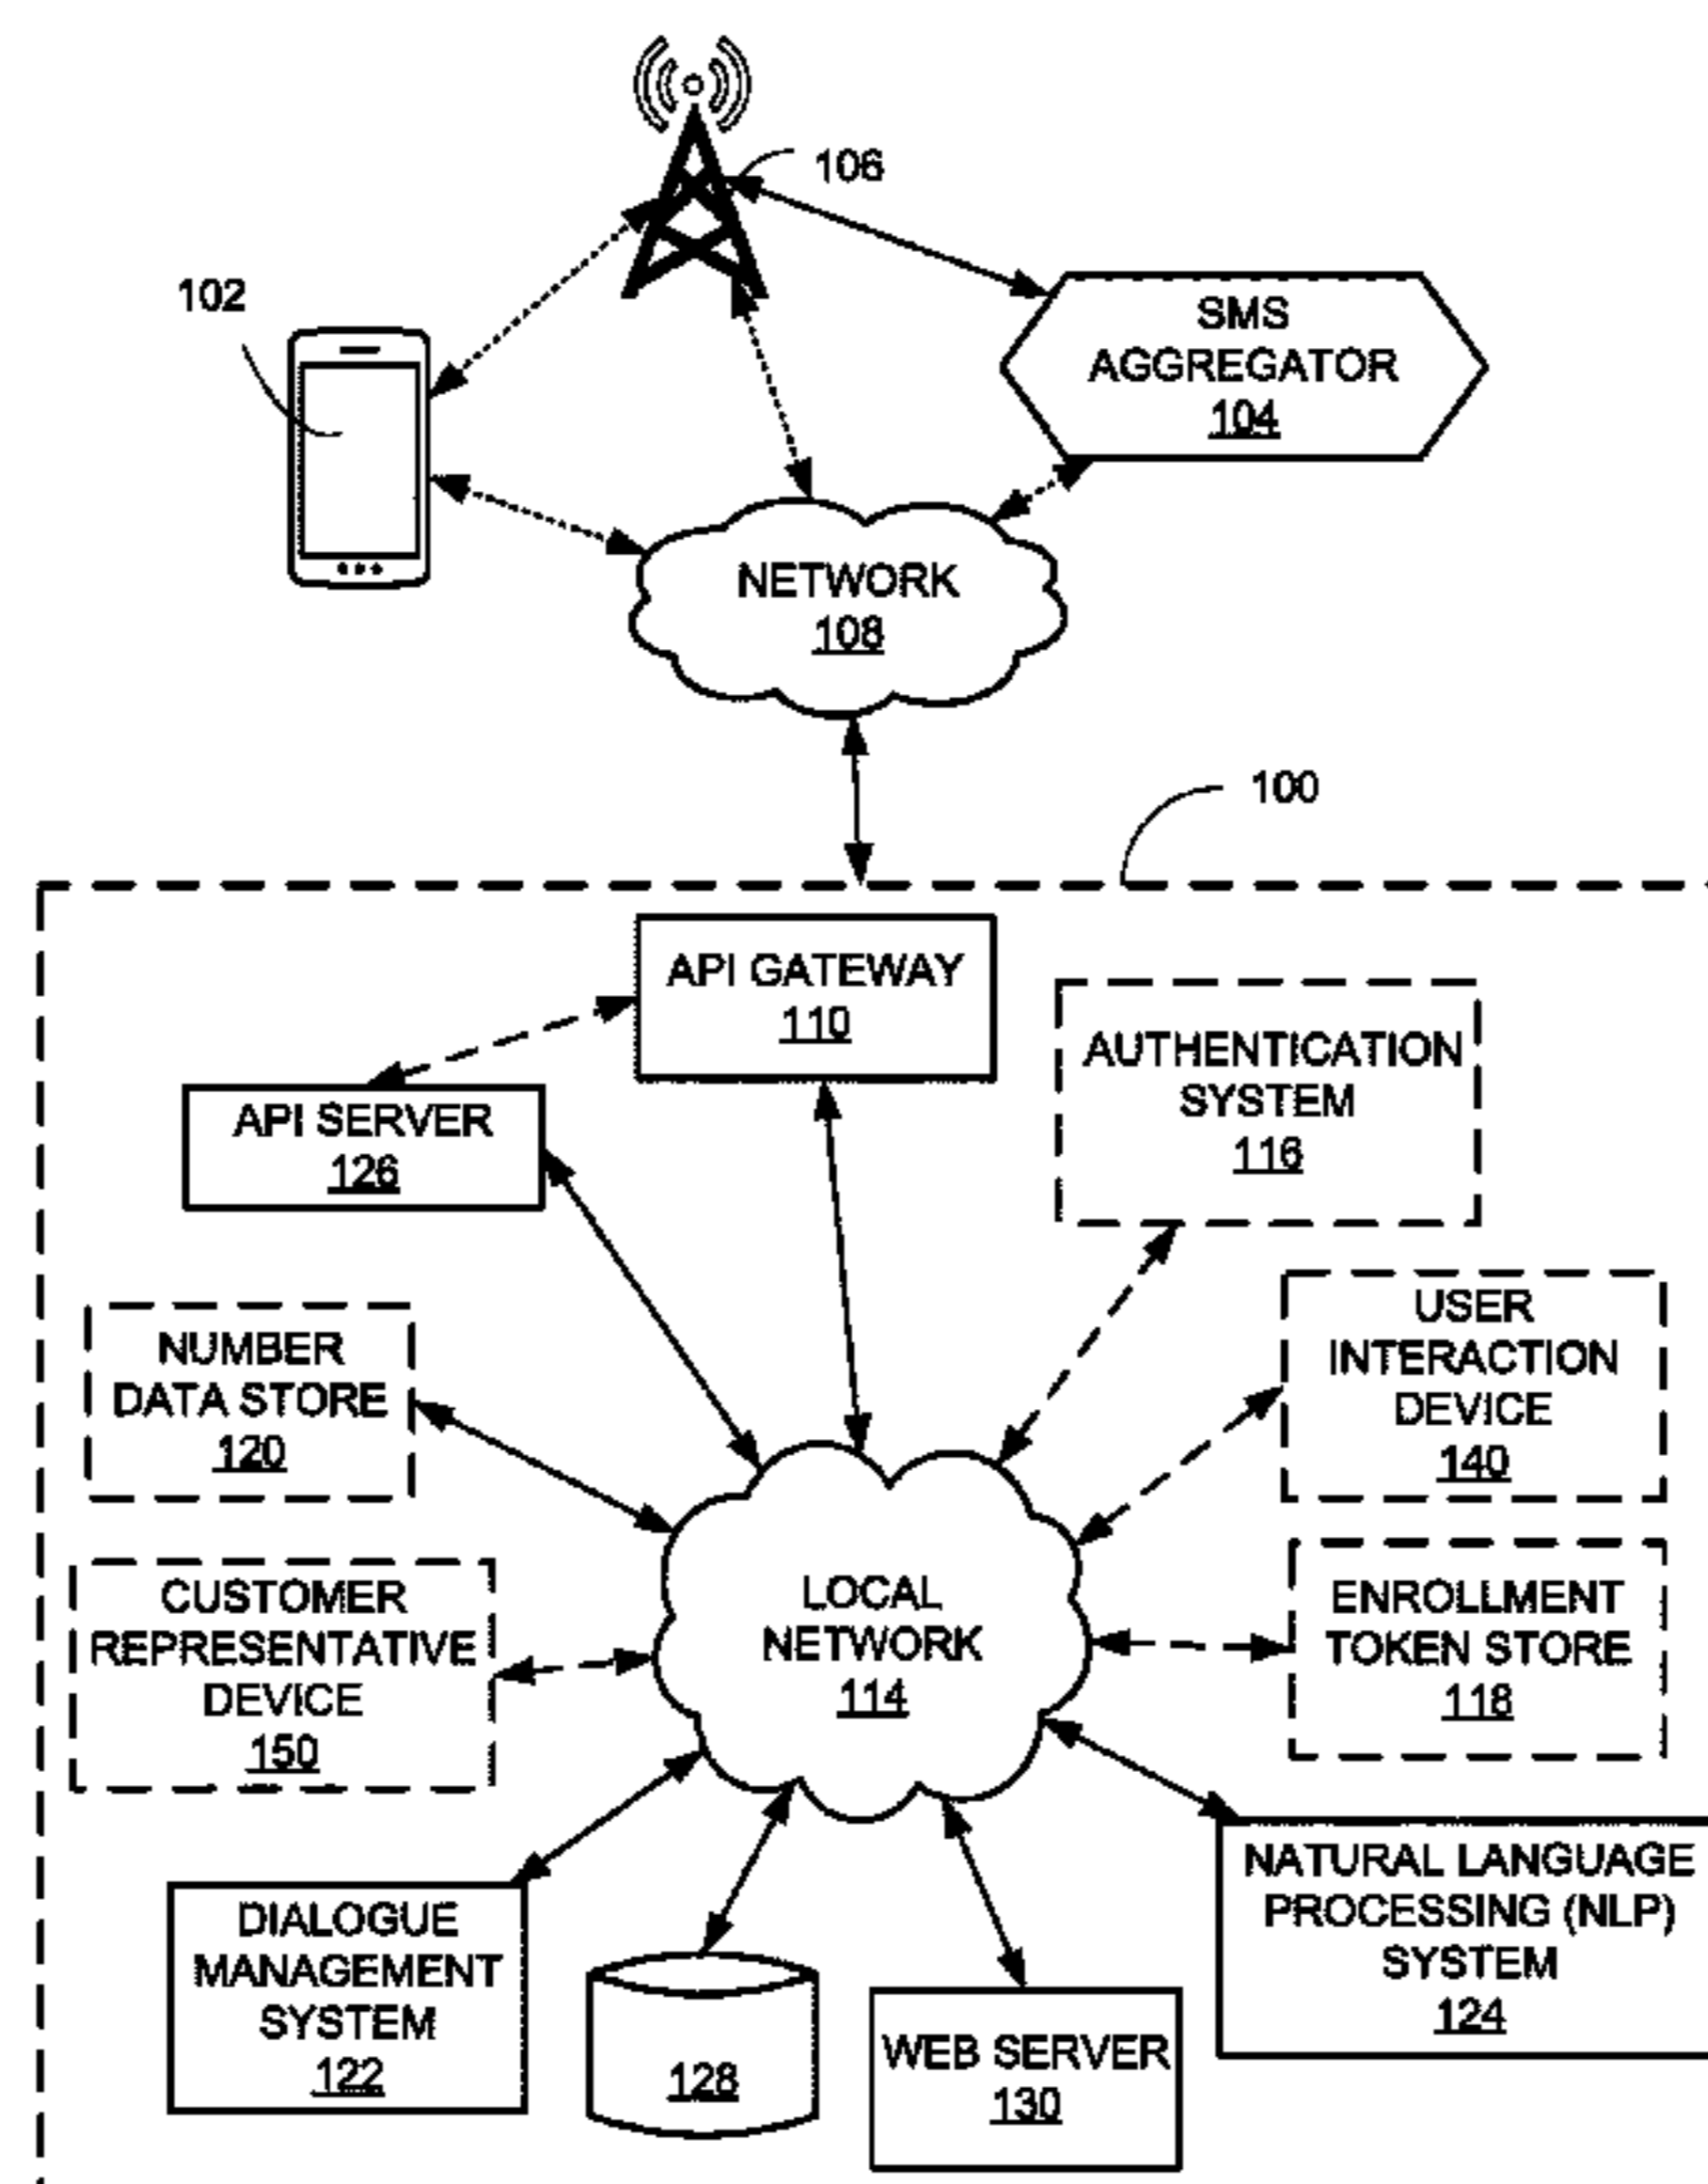 106
102
SMS
AGGREGATOR
104
NETWORK
108
100
API GATEWAY
110
AUTHENTICATION
SYSTEM
116
API SERVER
126
USER
INTERACTION
DEVICE
140
NUMBER
DATA STORE
120
CUSTOMER
REPRESENTATIVE
DEVICE
150
LOCAL
NETWORK
114
ENROLLMENT
TOKEN STORE
118
NATURAL LANGUAGE
PROCESSING (NLP)
SYSTEM
124
DIALOGUE
MANAGEMENT
SYSTEM
122
128
WEB SERVER
130